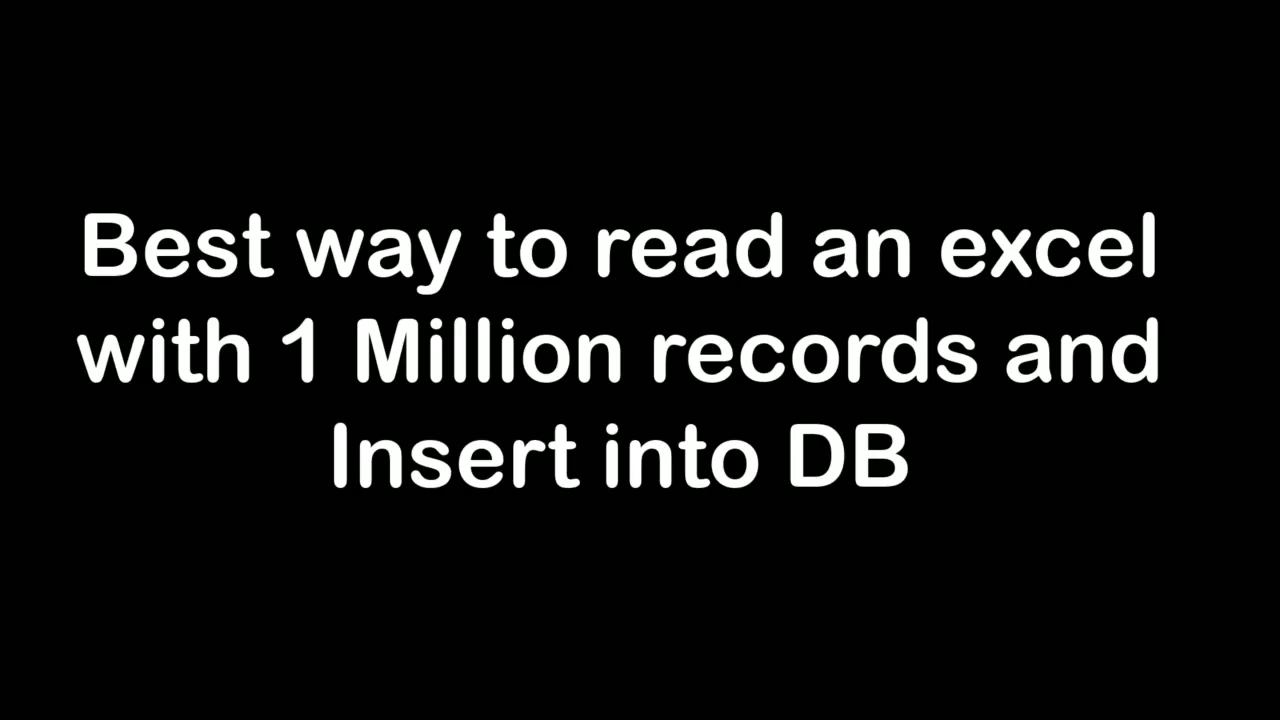 Best way to read an excel
with 1 Million records and
Insert into DB